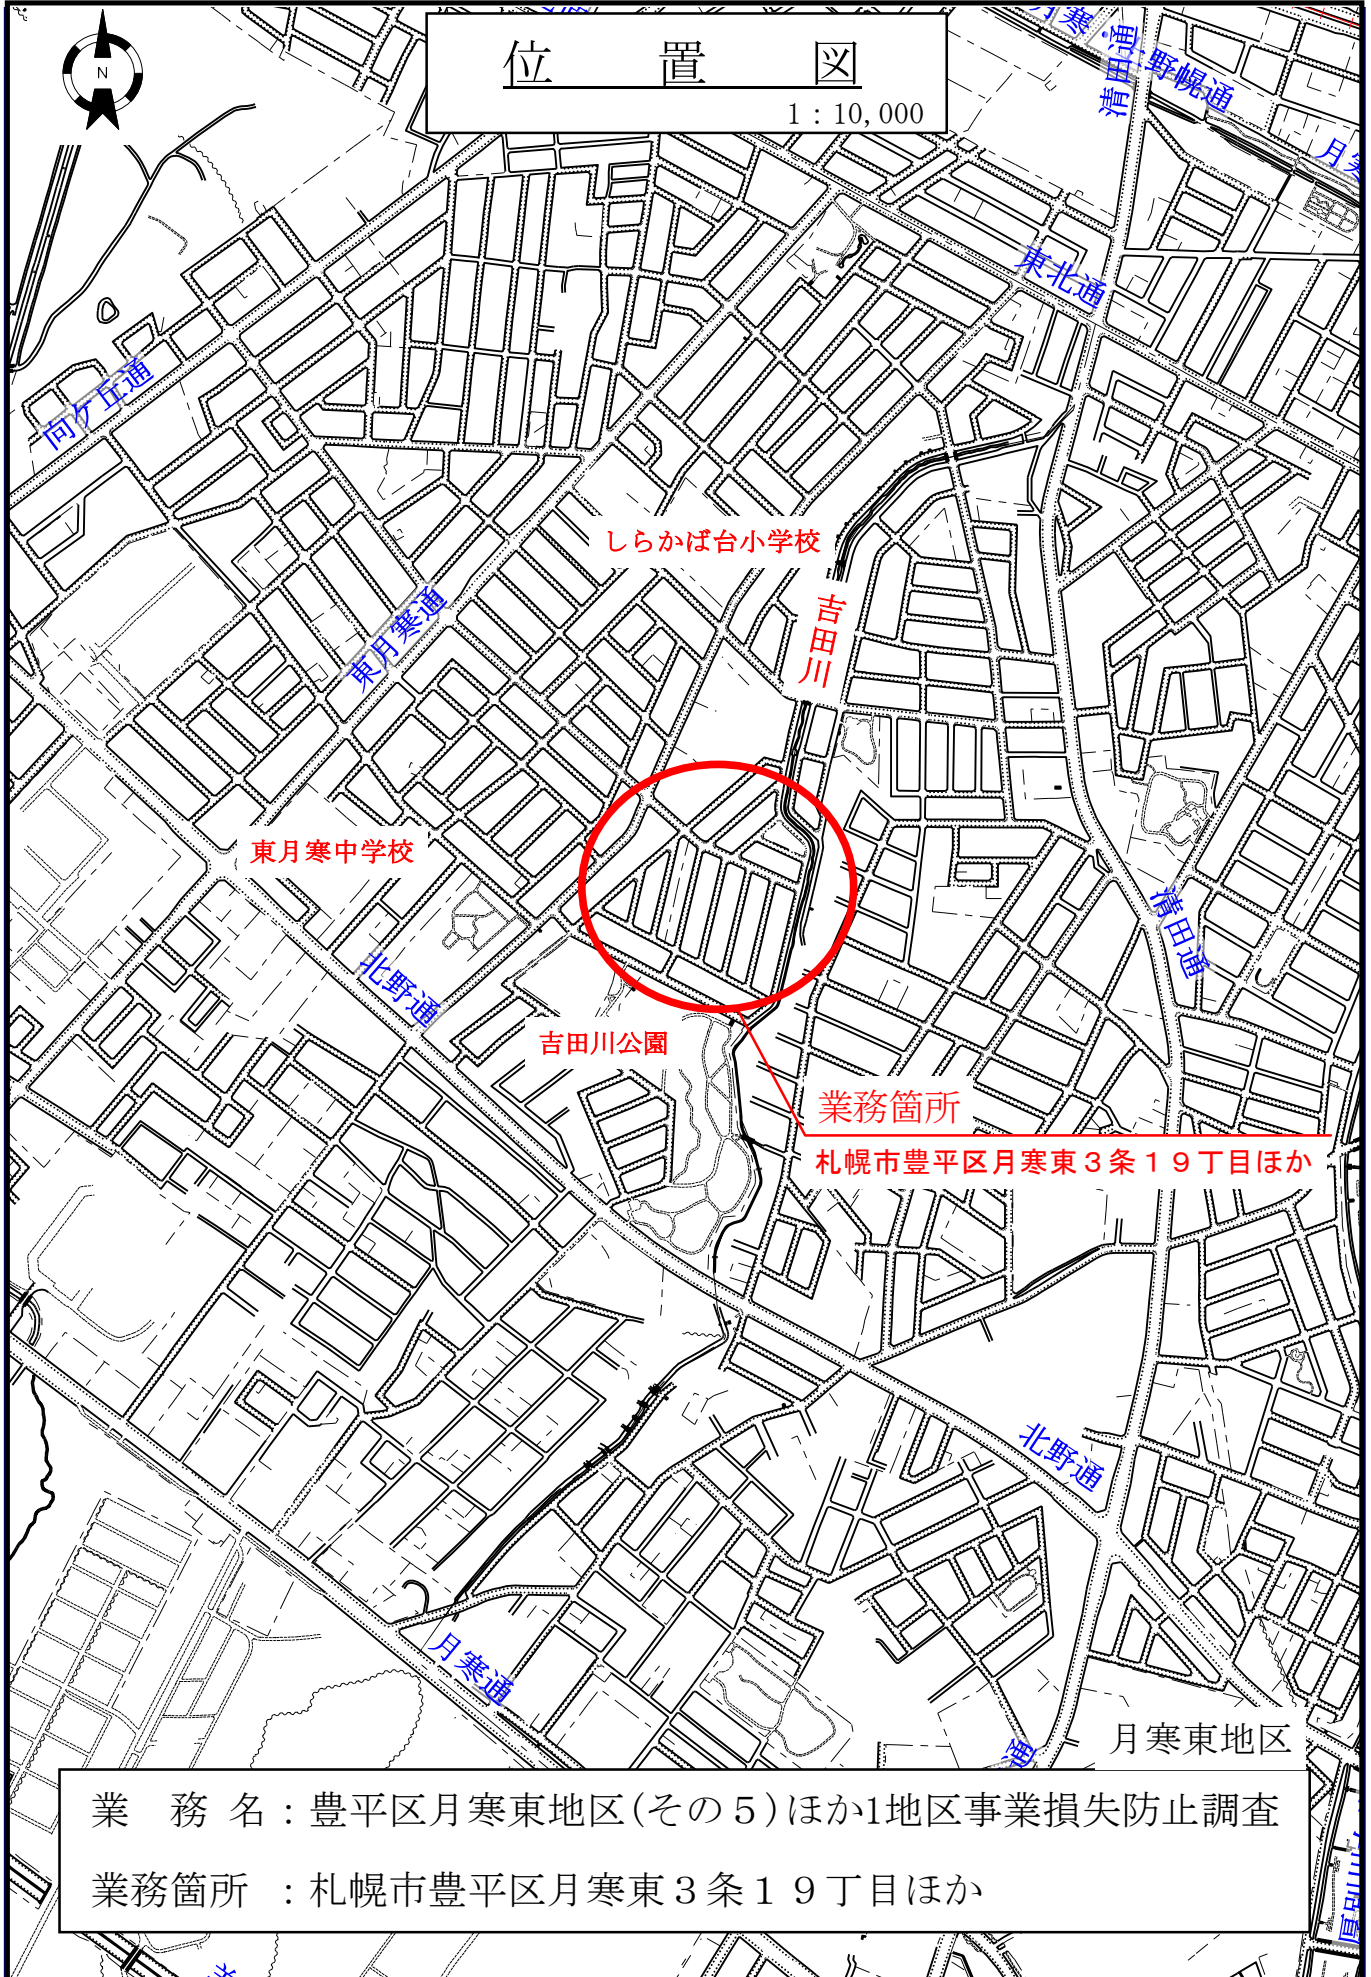 位置図
1：10,000
N
清田通
東北通
向ケ丘通
しらかば台小学校
吉田川
東月寒通
東月寒中学校
清田通
北野通
吉田川公園
業務箇所
札幌市豊平区月寒東３条１９丁目ほか
北野通
月寒通
月寒東地区
通
業務名：豊平区月寒東地区(その５)ほか1地区事業損失防止調査
業務箇所：札幌市豊平区月寒東３条１９丁目ほか